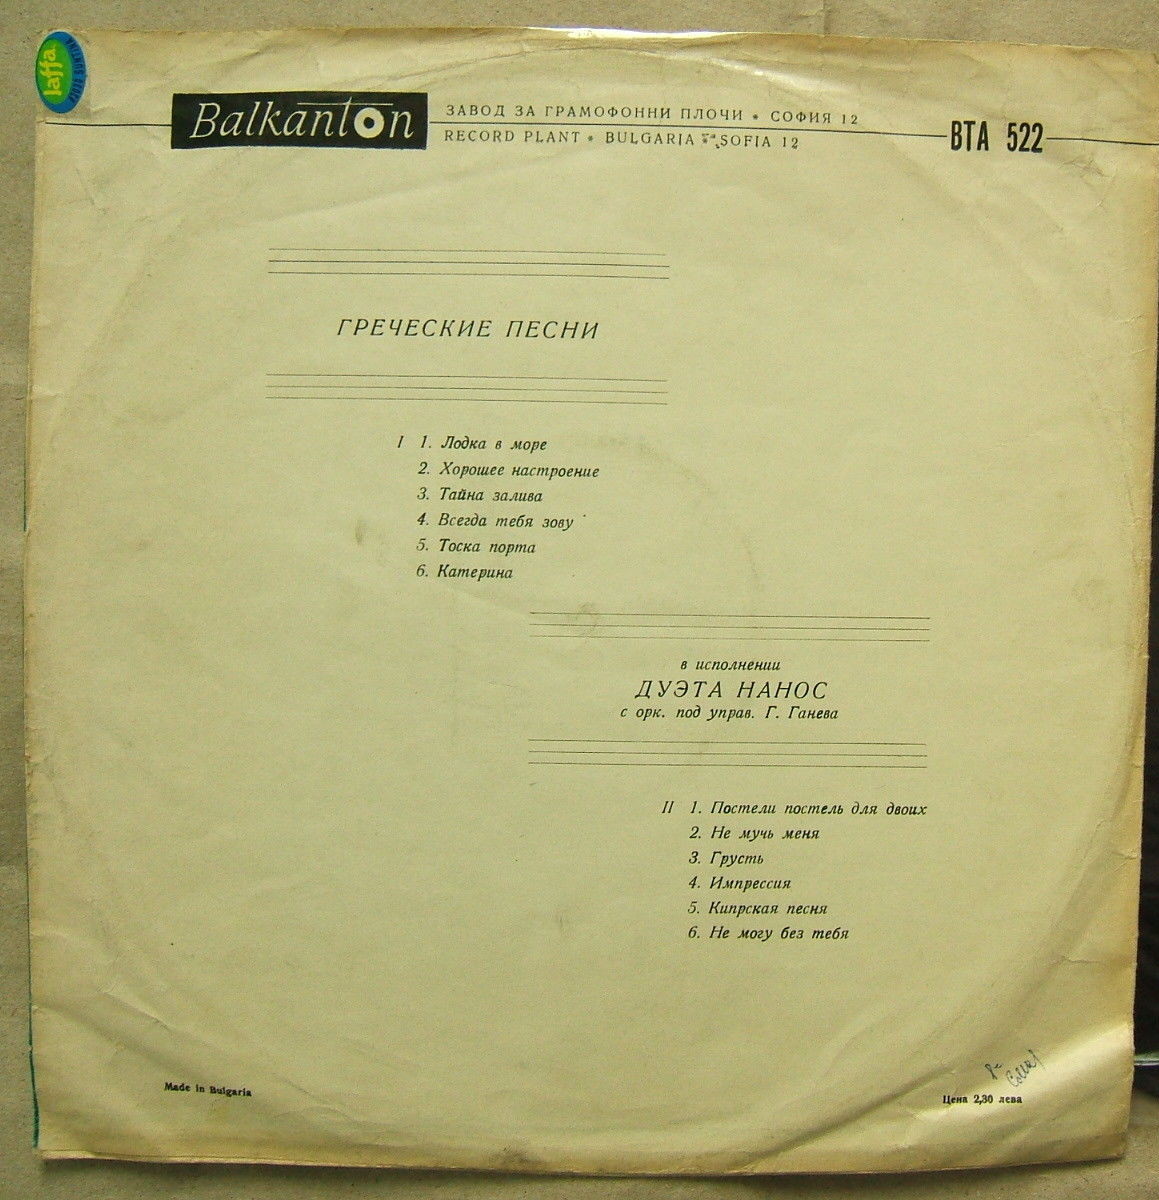 Jaffa
Balkanton
ЗАВОД ЗА ГРАМОФОННИ ПЛОЧИ * СОФИЯ 12
RECORD PLANT * BULGARIA * SOFIA 12
ВТА 522
ГРЕЧЕСКИЕ ПЕСНИ
I 1. Лодка в море
2. Хорошее настроение
3. Тайна залива
4. Всегда тебя зову
5. Тоска порта
6. Катерина
в исполнении
ДУЭТА НАНОС
с орк. под управ. Г. Ганева
II 1. Постели постель для двоих
2. Не мучь меня
3. Грусть
4. Импрессия
5. Кипрская песня
6. Не могу без тебя
Made in Bulgaria
Цена 2,30 лева